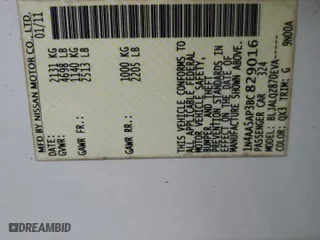 MFD BY NISSAN MOTOR CO., LTD.
DATE: 01/11
GVWR: 2131 KG
4698 LB
GAWR FR: 1140 KG
2513 LB
GAWR RR: 1000 KG
2205 LB
THIS VEHICLE CONFORMS TO
ALL APPLICABLE FEDERAL
MOTOR VEHICLE SAFETY,
BUMPER, AND THEFT
PREVENTION STANDARDS IN
EFFECT ON THE DATE OF
MANUFACTURE SHOWN ABOVE.
1N4AA5AP3BC829016
PASSENGER CAR 324
MODEL: BLJALQ287DEVA----
COLOR: QX3 TRIM: G
9N00A
DREAMBID